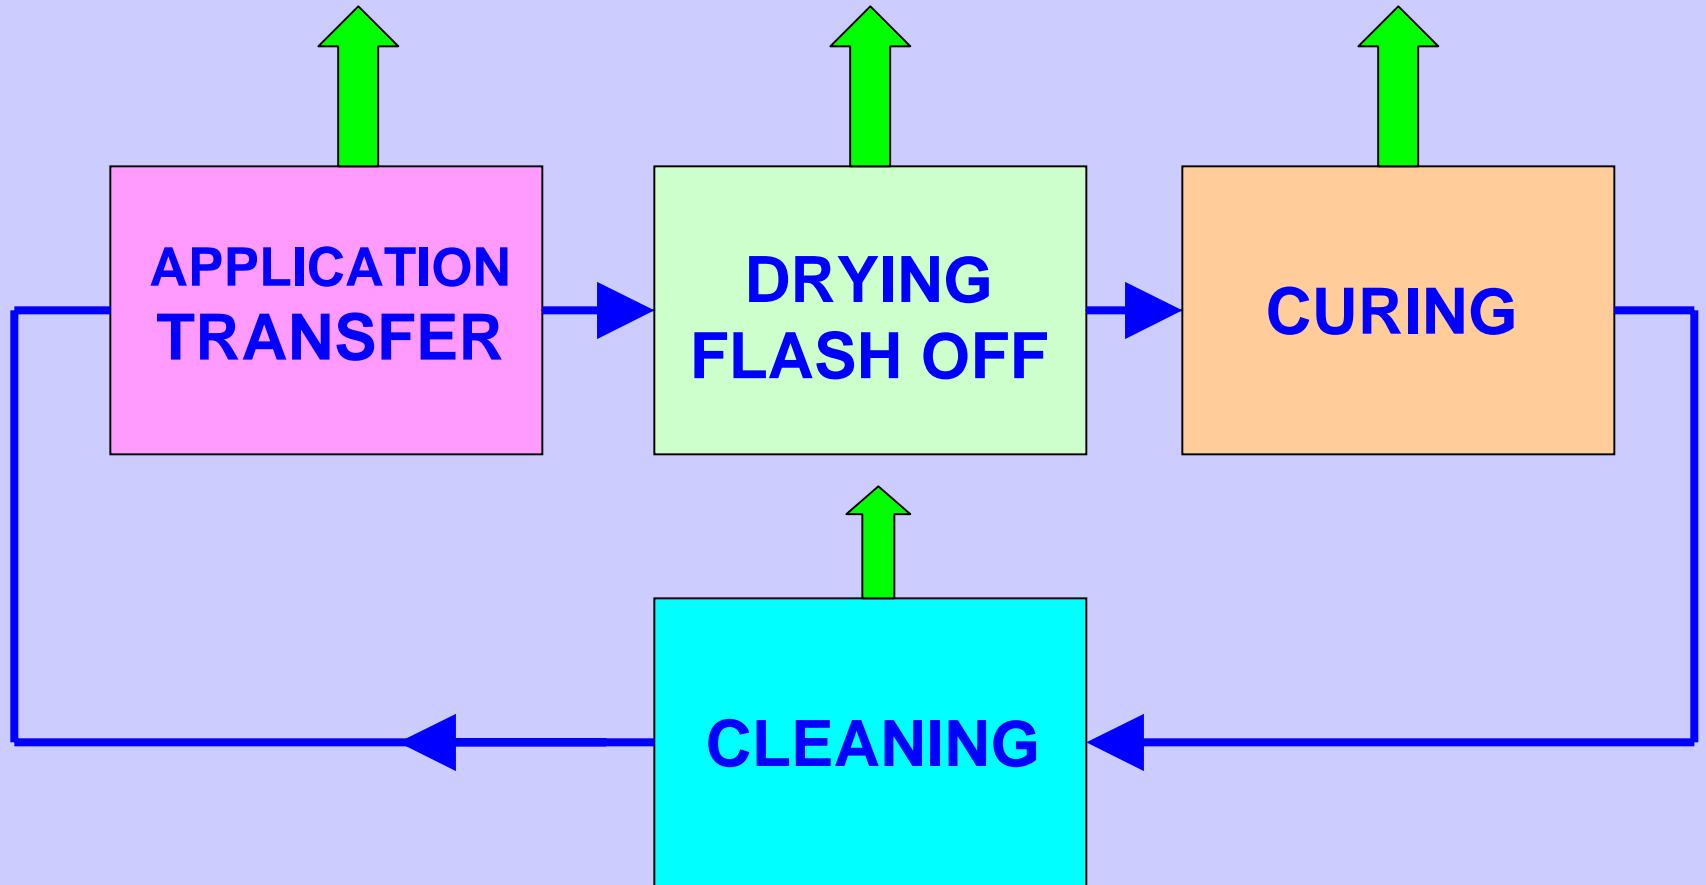 APPLICATION
TRANSFER
DRYING
FLASH OFF
CURING
CLEANING